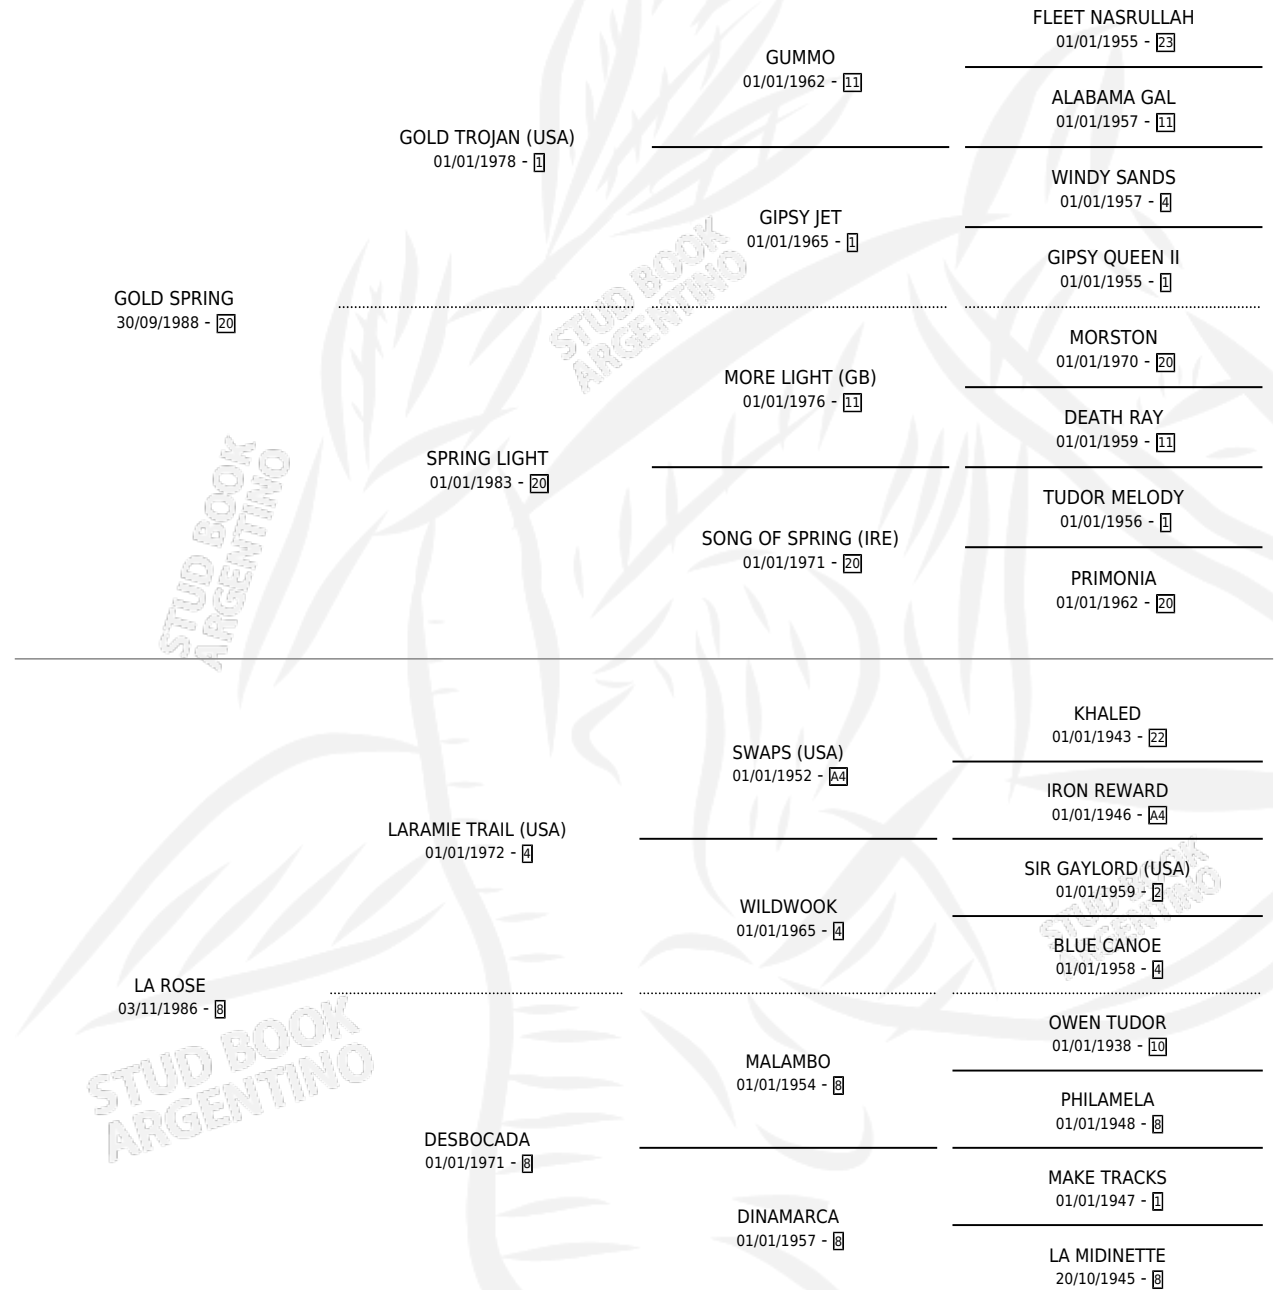 FLEET NASRULLAH
01/01/1955 - 23
GUMMO
01/01/1962 - 11
ALABAMA GAL
01/01/1957 - 11
GOLD TROJAN (USA)
01/01/1978 - 1
WINDY SANDS
01/01/1957 - 4
GIPSY JET
01/01/1965 - 1
GIPSY QUEEN II
01/01/1955 - 1
GOLD SPRING
30/09/1988 - 20
STUD BOOK
ARGENTINO
MORSTON
01/01/1970 - 20
MORE LIGHT (GB)
01/01/1976 - 11
DEATH RAY
01/01/1959 - 11
SPRING LIGHT
01/01/1983 - 20
TUDOR MELODY
01/01/1956 - 1
SONG OF SPRING (IRE)
01/01/1971 - 20
PRIMONIA
01/01/1962 - 20
STUD BOOK
ARGENTINO
KHALED
01/01/1943 - 22
SWAPS (USA)
01/01/1952 - A4
IRON REWARD
01/01/1946 - A4
LARAMIE TRAIL (USA)
01/01/1972 - 4
SIR GAYLORD (USA)
01/01/1959 - 2
WILDWOOK
01/01/1965 - 4
STUD BOOK
ARGENTINO
BLUE CANOE
01/01/1958 - 4
LA ROSE
03/11/1986 - 8
STUD BOOK
ARGENTINO
OWEN TUDOR
01/01/1938 - 10
MALAMBO
01/01/1954 - 8
PHILAMELA
01/01/1948 - 8
DESBOCADA
01/01/1971 - 8
MAKE TRACKS
01/01/1947 - 1
DINAMARCA
01/01/1957 - 8
LA MIDINETTE
20/10/1945 - 8